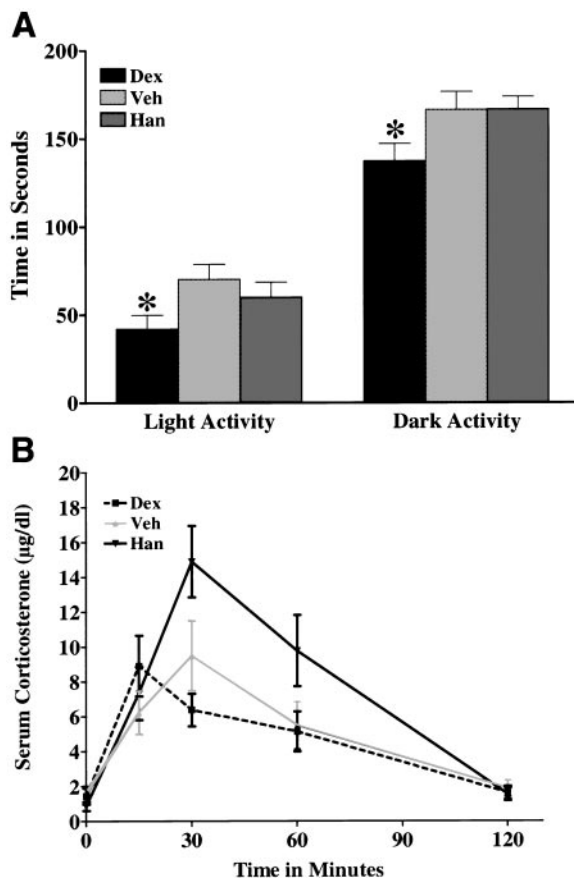 A
200
150
100
50
0
Time in Seconds
Dex
Veh
Han
*
*
Light Activity Dark Activity
B
20
18
16
14
12
10
8
6
4
2
0
Serum Corticosterone (µg/dl)
Dex
Veh
Han
0 30 60 90 120
Time in Minutes